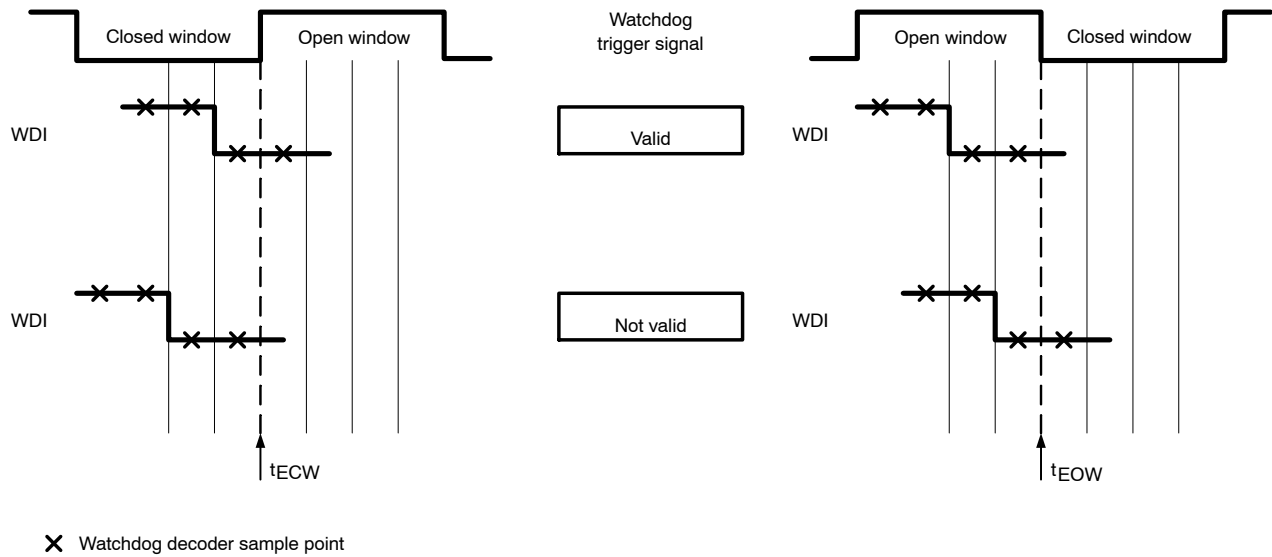 Closed window
Open window
Watchdog
trigger signal
Open window
Closed window
WDI
Valid
WDI
WDI
Not valid
WDI
tECW
tEOW
Watchdog decoder sample point